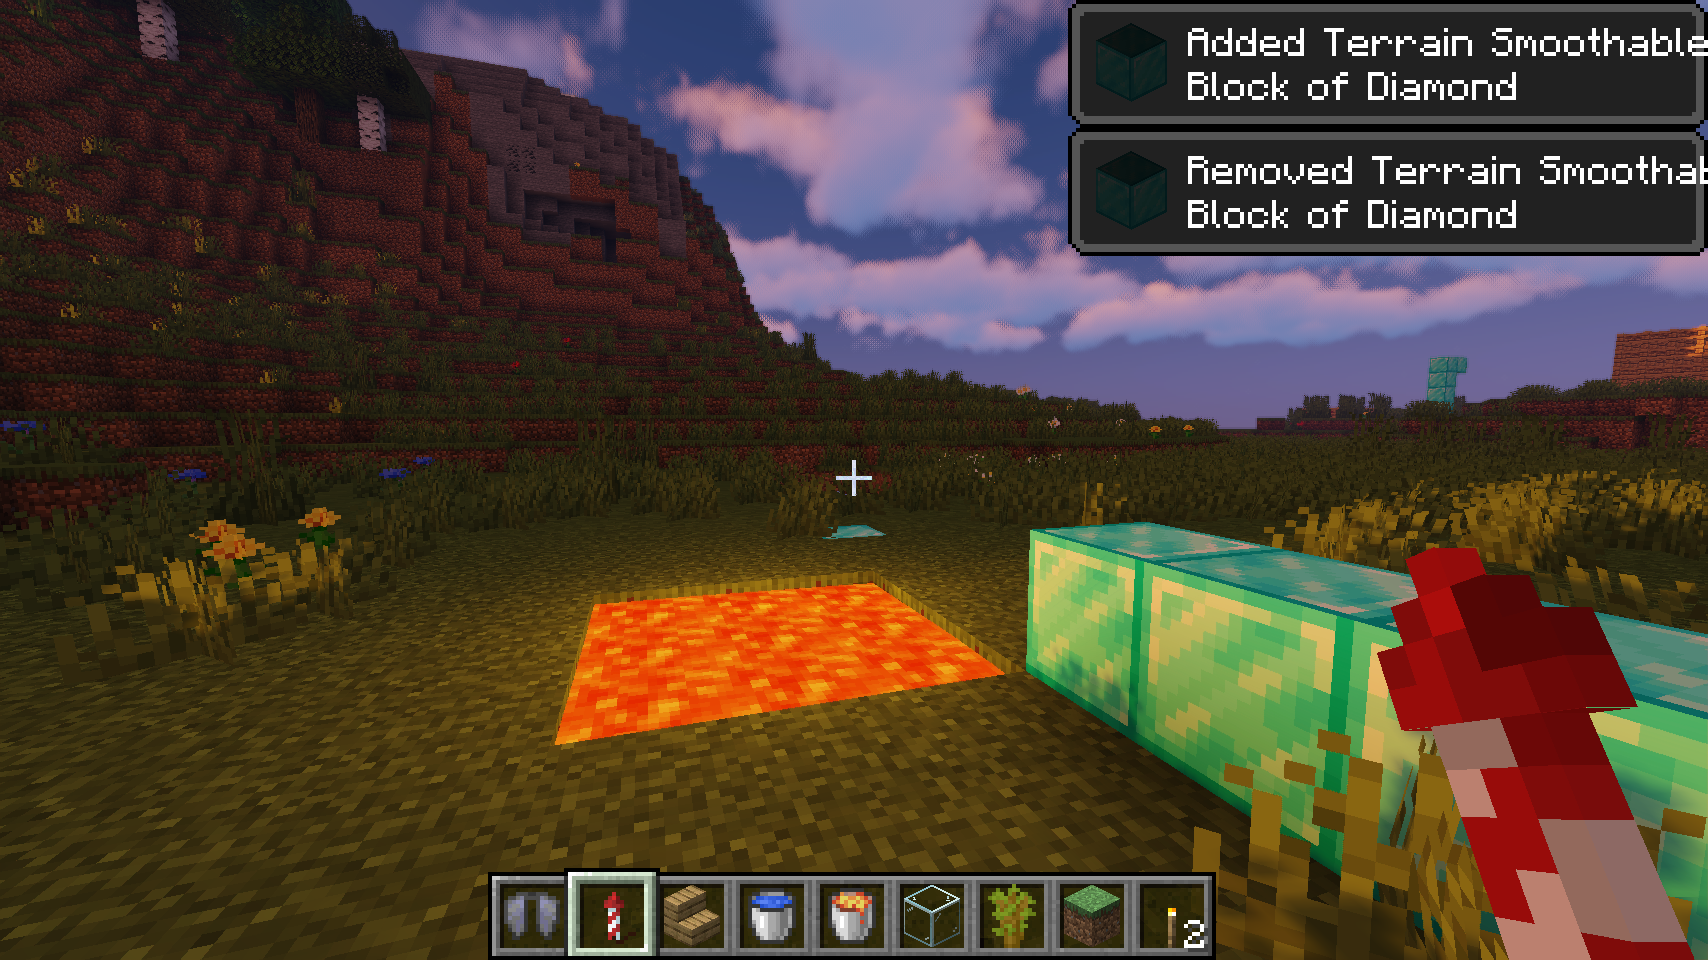 Added Terrain Smoothable
Block of Diamond
Removed Terrain Smoothab
Block of Diamond
2